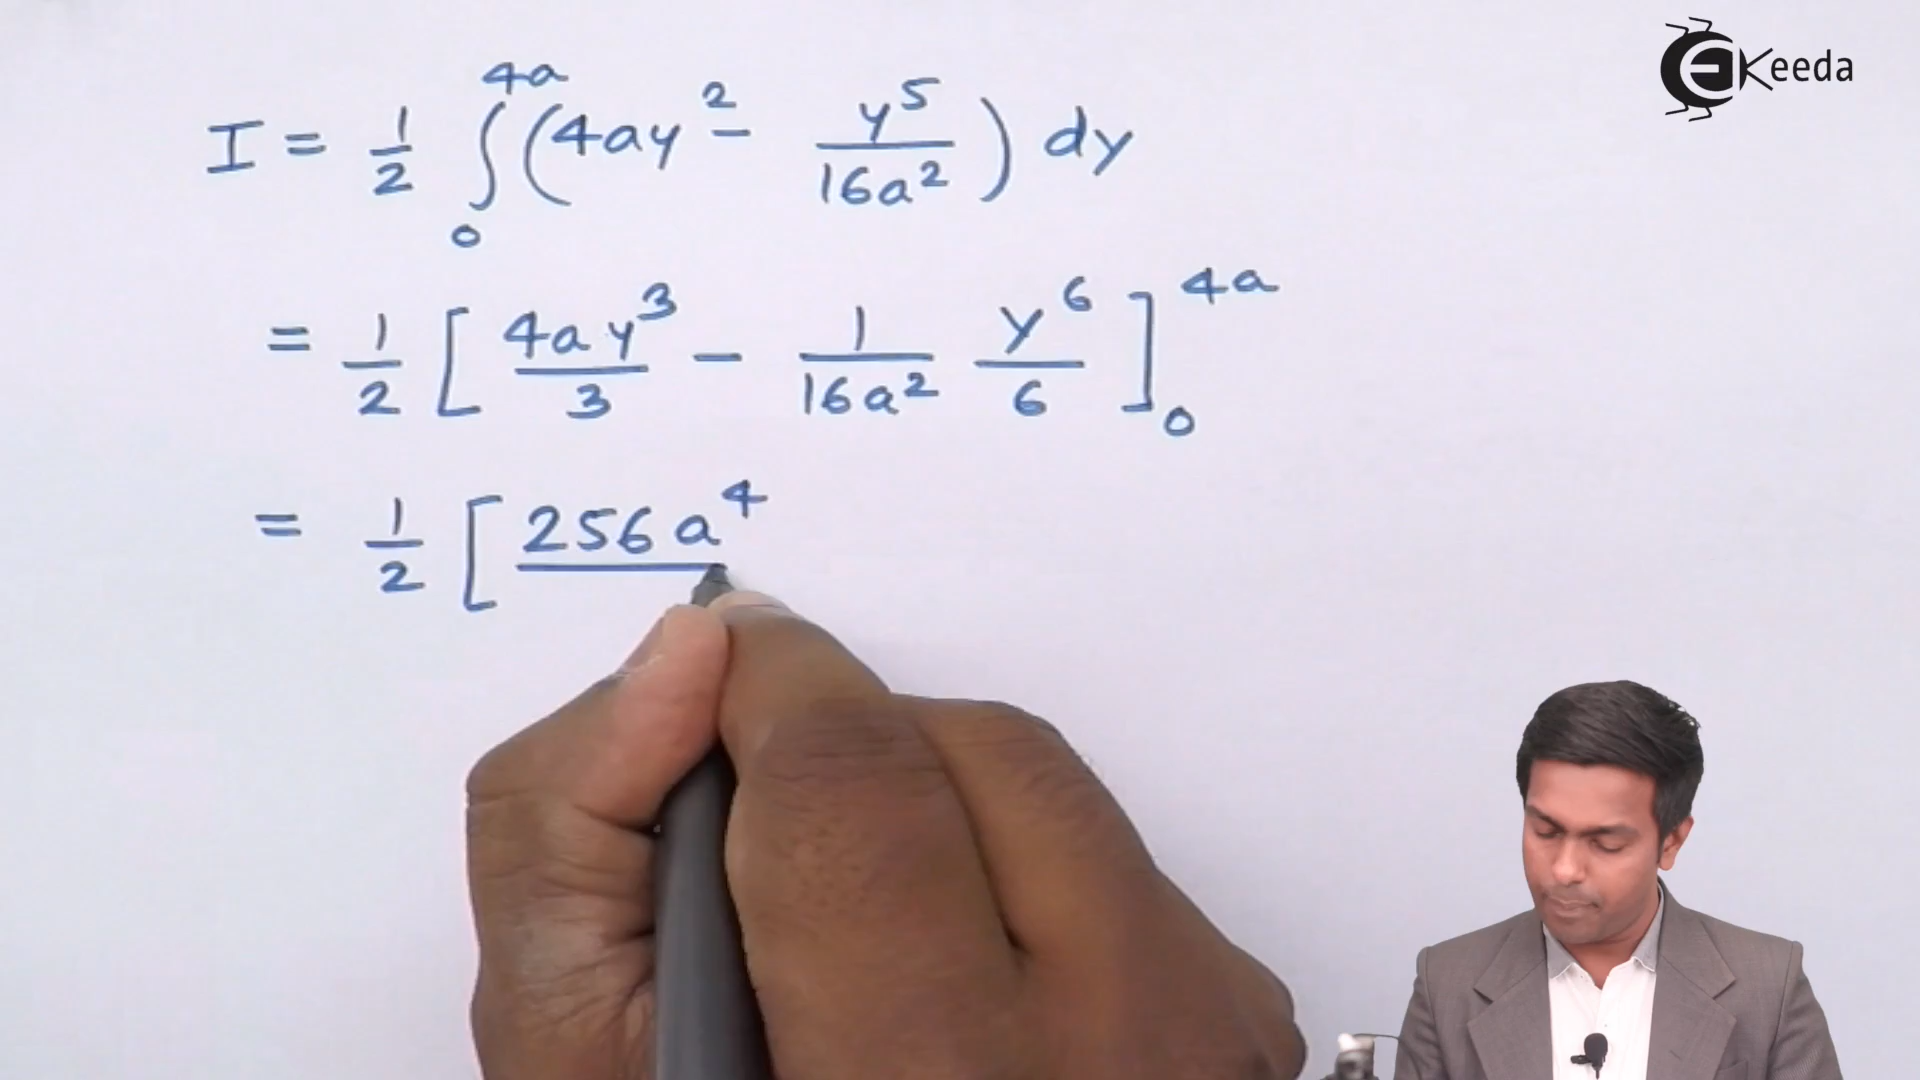 EKeeda
I = 1/2 ∫₀^4a (4ay² - y⁵/16a²) dy
= 1/2 [ 4ay³/3 - 1/16a² y⁶/6 ]₀^4a
= 1/2 [ 256a⁴